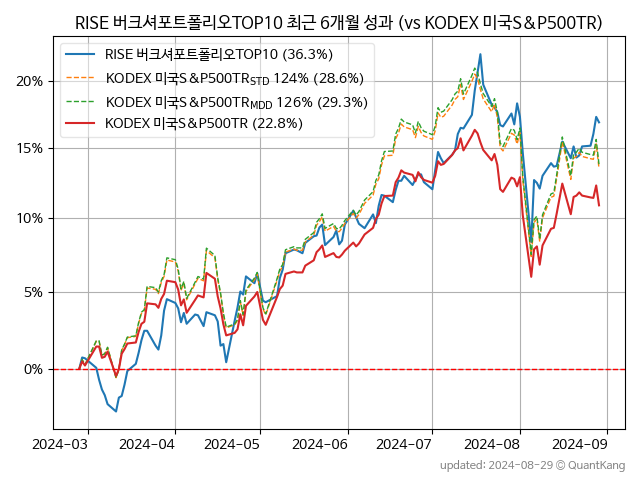 RISE 버크셔포트폴리오TOP10 최근 6개월 성과 (vs KODEX 미국S&P500TR)
RISE 버크셔포트폴리오TOP10 (36.3%)
KODEX 미국S&P500TR_STD 124% (28.6%)
KODEX 미국S&P500TR_MDD 126% (29.3%)
KODEX 미국S&P500TR (22.8%)
20%
15%
10%
5%
0%
2024-03 2024-04 2024-05 2024-06 2024-07 2024-08 2024-09
updated: 2024-08-29 © QuantKang